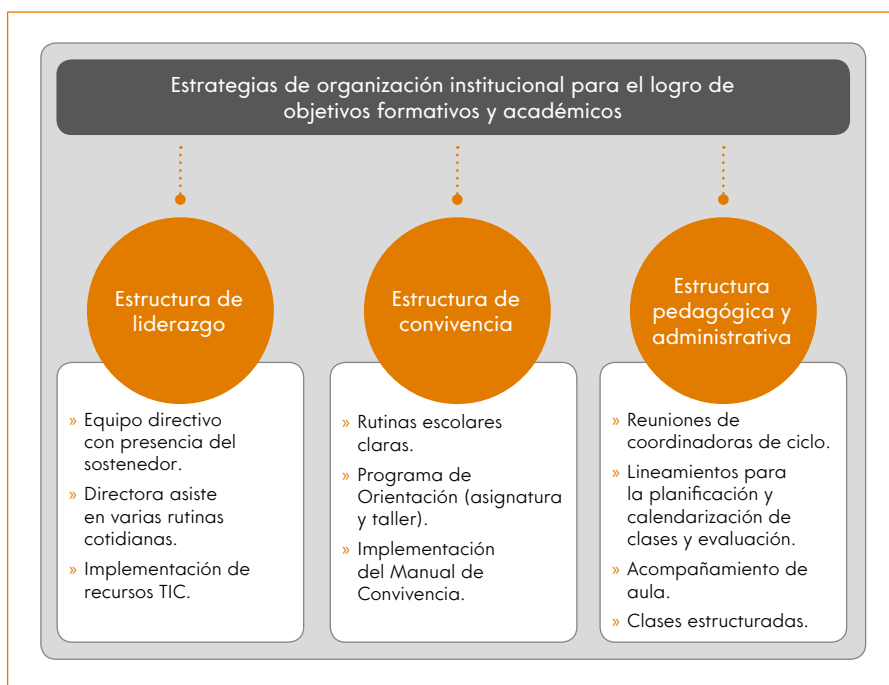 Estrategias de organización institucional para el logro de
objetivos formativos y académicos
Estructura de
liderazgo
» Equipo directivo
con presencia del
sostenedor.
» Directora asiste
en varias rutinas
cotidianas.
» Implementación de
recursos TIC.
Estructura de
convivencia
» Rutinas escolares
claras.
» Programa de
Orientación (asignatura
y taller).
» Implementación
del Manual de
Convivencia.
Estructura
pedagógica y
administrativa
» Reuniones de
coordinadoras de ciclo.
» Lineamientos para
la planificación y
calendarización de
clases y evaluación.
» Acompañamiento de
aula.
» Clases estructuradas.